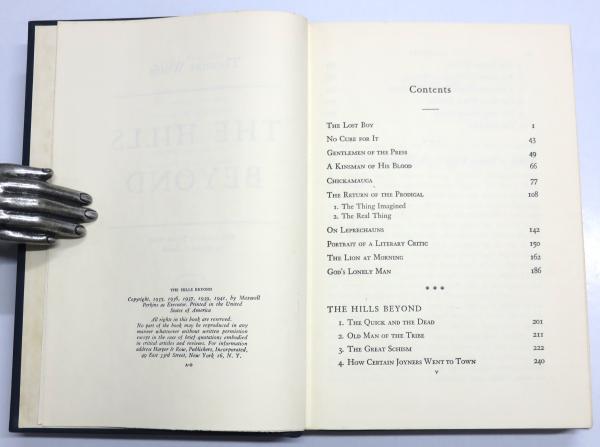 THE HILLS BEYOND
Copyright, 1935, 1936, 1937, 1939, 1941, by Maxwell
Perkins as Executor. Printed in the United
States of America
All rights in this book are reserved.
No part of the book may be reproduced in any
manner whatsoever without written permission
except in the case of brief quotations embodied
in critical articles and reviews. For information
address Harper & Row, Publishers, Incorporated,
49 East 33rd Street, New York 16, N. Y.
Contents
The Lost Boy 1
No Cure for It 43
Gentlemen of the Press 49
A Kinsman of His Blood 66
Chickamauga 77
The Return of the Prodigal 108
1. The Thing Imagined
2. The Real Thing
On Leprechauns 142
Portrait of a Literary Critic 150
The Lion at Morning 162
God's Lonely Man 186
* * *
THE HILLS BEYOND
1. The Quick and the Dead 201
2. Old Man of the Tribe 211
3. The Great Schism 222
4. How Certain Joyners Went to Town 240
v